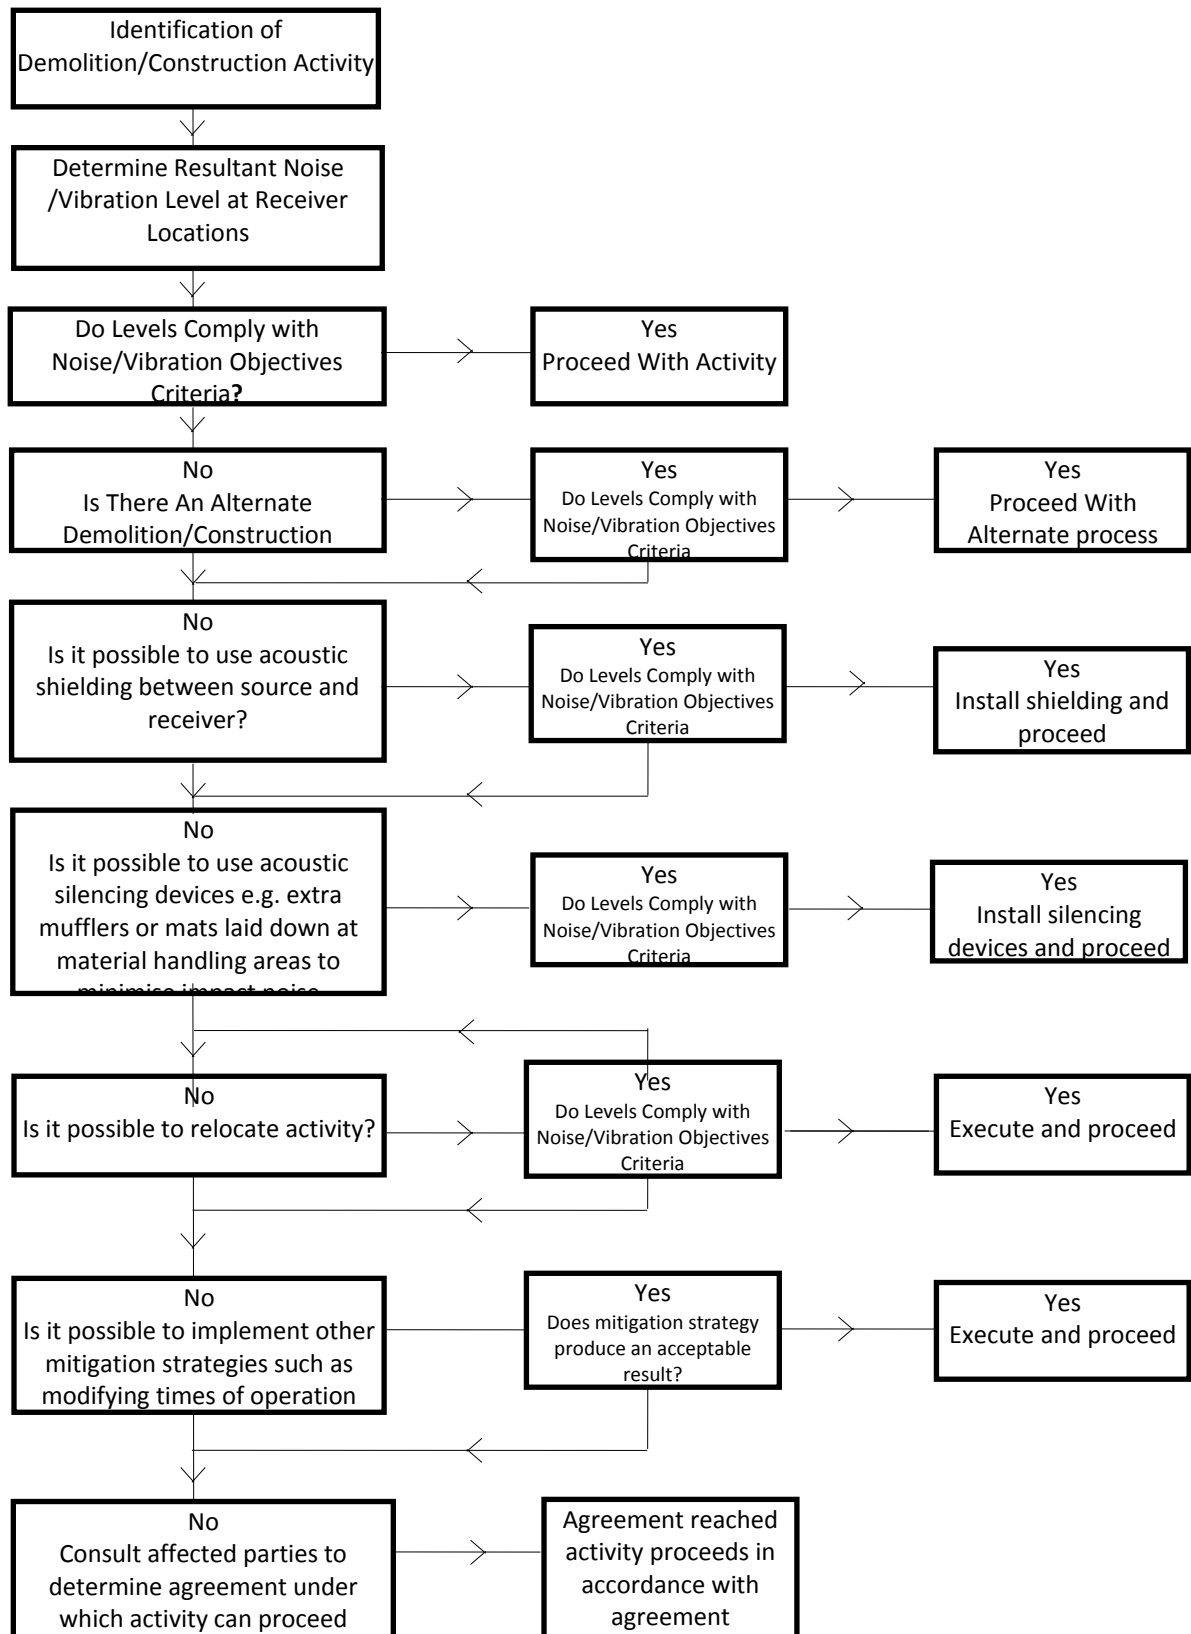 Identification of
Demolition/Construction Activity
Determine Resultant Noise
/Vibration Level at Receiver
Locations
Do Levels Comply with
Noise/Vibration Objectives
Criteria?
Yes
Proceed With Activity
No
Is There An Alternate
Demolition/Construction
Yes
Do Levels Comply with
Noise/Vibration Objectives
Criteria
Yes
Proceed With
Alternate process
No
Is it possible to use acoustic
shielding between source and
receiver?
Yes
Do Levels Comply with
Noise/Vibration Objectives
Criteria
Yes
Install shielding and
proceed
No
Is it possible to use acoustic
silencing devices e.g. extra
mufflers or mats laid down at
material handling areas to
minimise impact noise
Yes
Do Levels Comply with
Noise/Vibration Objectives
Criteria
Yes
Install silencing
devices and proceed
No
Is it possible to relocate activity?
Yes
Do Levels Comply with
Noise/Vibration Objectives
Criteria
Yes
Execute and proceed
No
Is it possible to implement other
mitigation strategies such as
modifying times of operation
Yes
Does mitigation strategy
produce an acceptable
result?
Yes
Execute and proceed
No
Consult affected parties to
determine agreement under
which activity can proceed
Agreement reached
activity proceeds in
accordance with
agreement